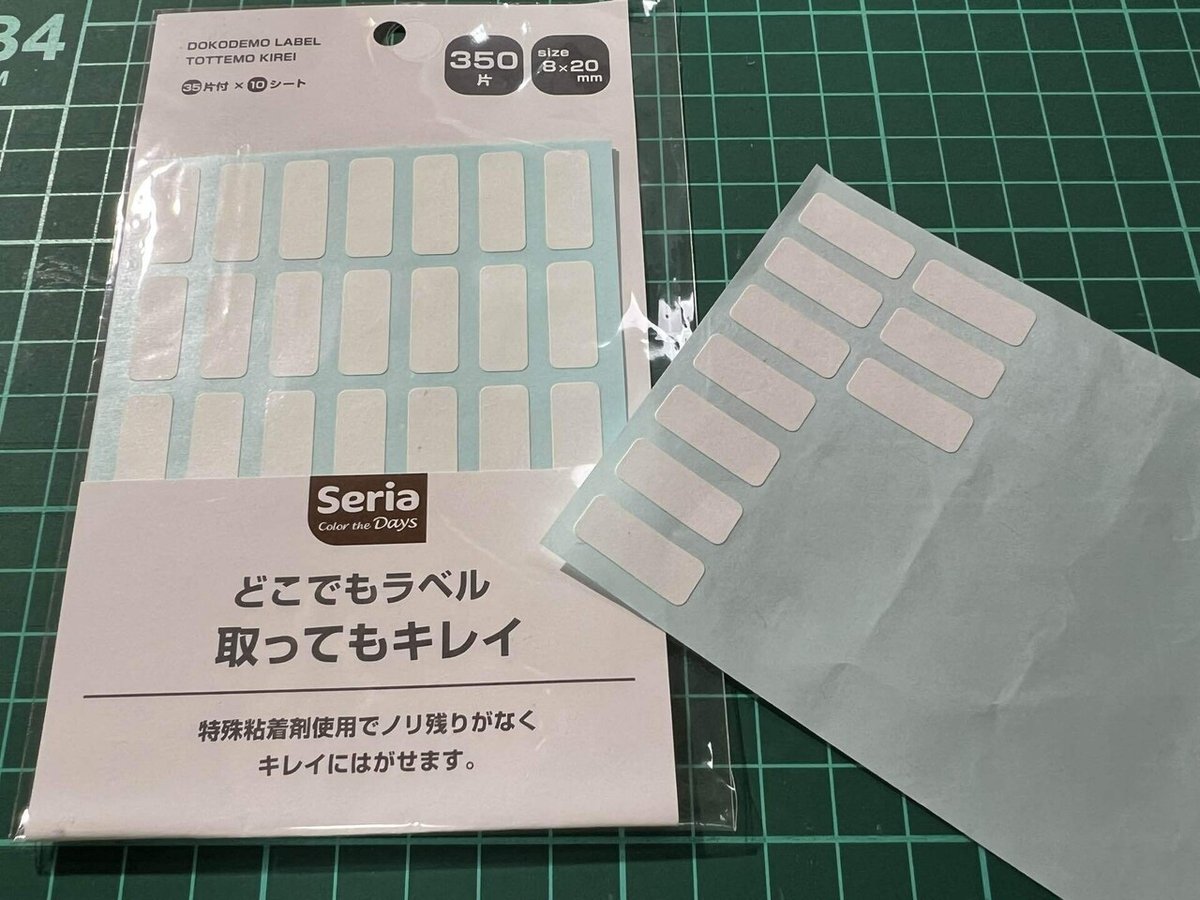 34
DOKODEMO LABEL
TOTTEMO KIREI
35片付×10シート
350
片
size
8×20
mm
Seria
Color the Days
どこでもラベル
取ってもキレイ
特殊粘着剤使用でノリ残りがなく
キレイにはがせます。